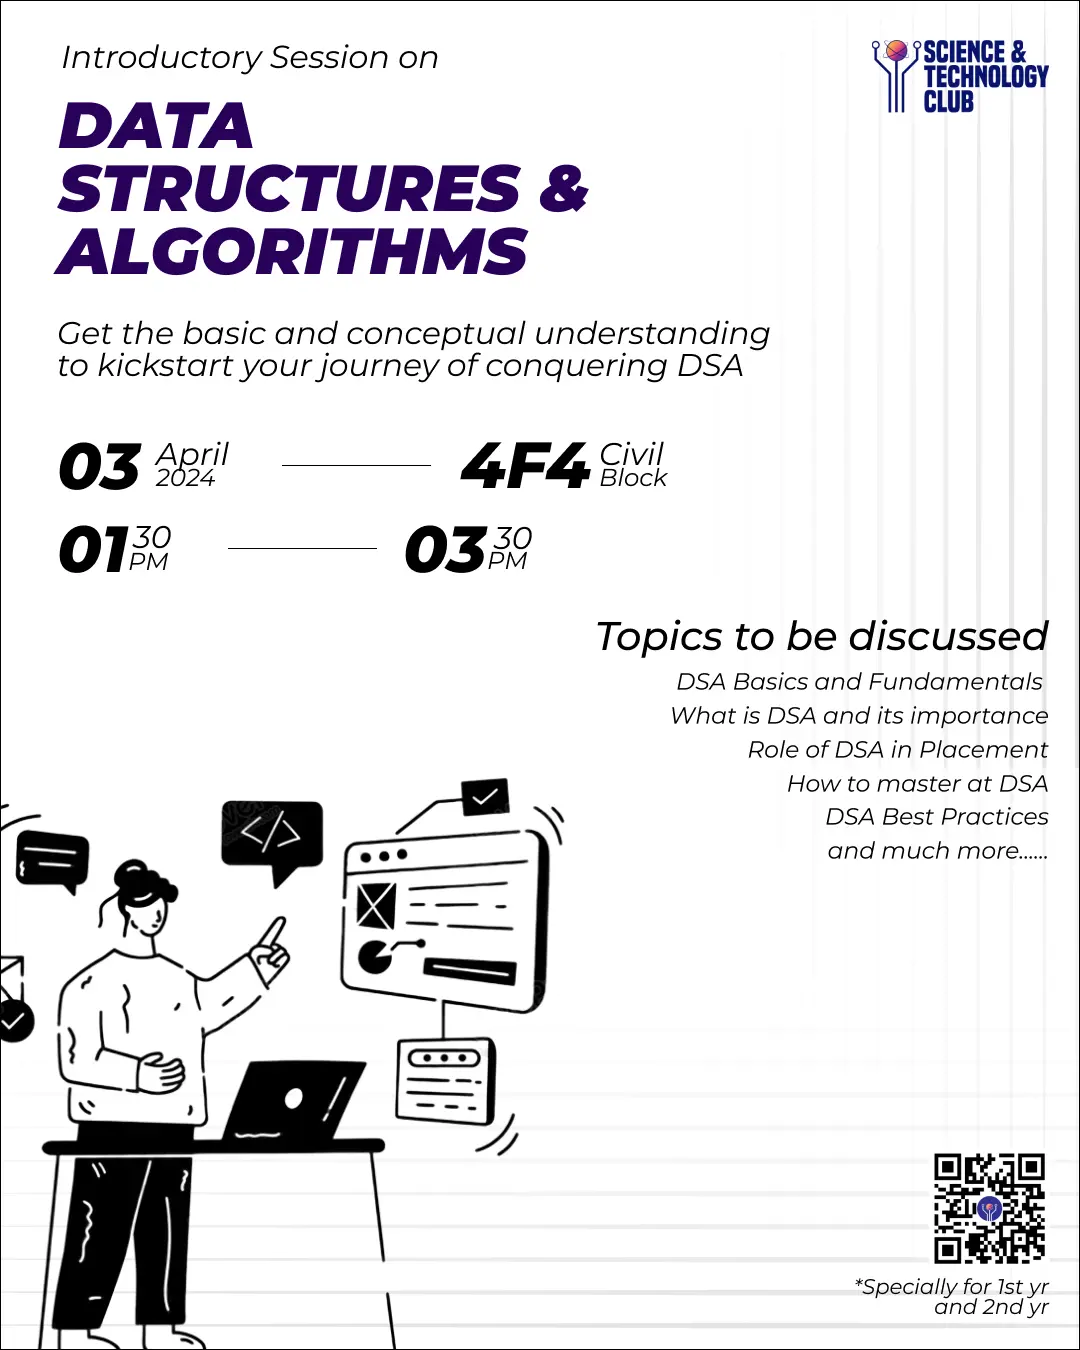 Introductory Session on
SCIENCE &
TECHNOLOGY
CLUB
DATA
STRUCTURES &
ALGORITHMS
Get the basic and conceptual understanding
to kickstart your journey of conquering DSA
03 April 2024
4F4 Civil Block
01 30 PM
03 30 PM
Topics to be discussed
DSA Basics and Fundamentals
What is DSA and its importance
Role of DSA in Placement
How to master at DSA
DSA Best Practices
and much more......
</>
*Specially for 1st yr
and 2nd yr